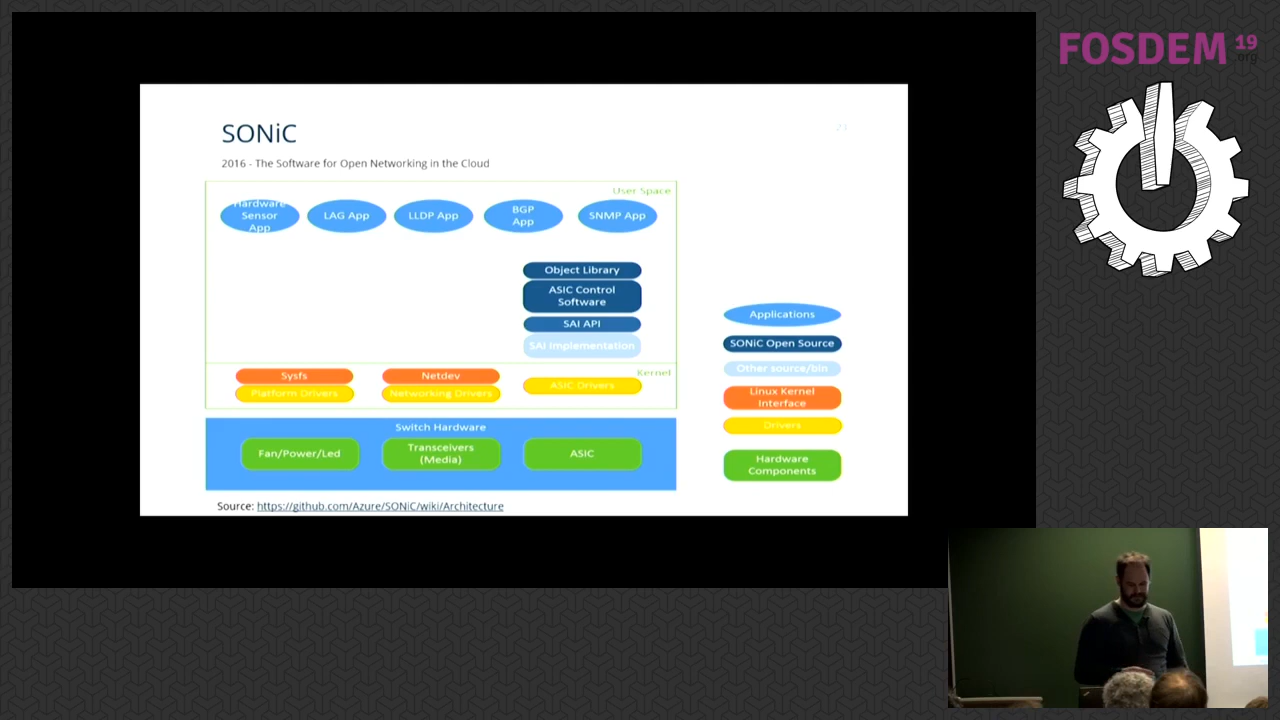 FOSDEM 19
.org
SONiC
21
2016 - The Software for Open Networking in the Cloud
User Space
Hardware
Sensor
App
LAG App
LLDP App
BGP
App
SNMP App
Object Library
ASIC Control
Software
SAI API
SAI Implementation
Kernel
Sysfs
Platform Drivers
Netdev
Networking Drivers
ASIC Drivers
Switch Hardware
Fan/Power/Led
Transceivers
(Media)
ASIC
Applications
SONiC Open Source
Other source/bin
Linux Kernel
Interface
Drivers
Hardware
Components
Source: https://github.com/Azure/SONiC/wiki/Architecture